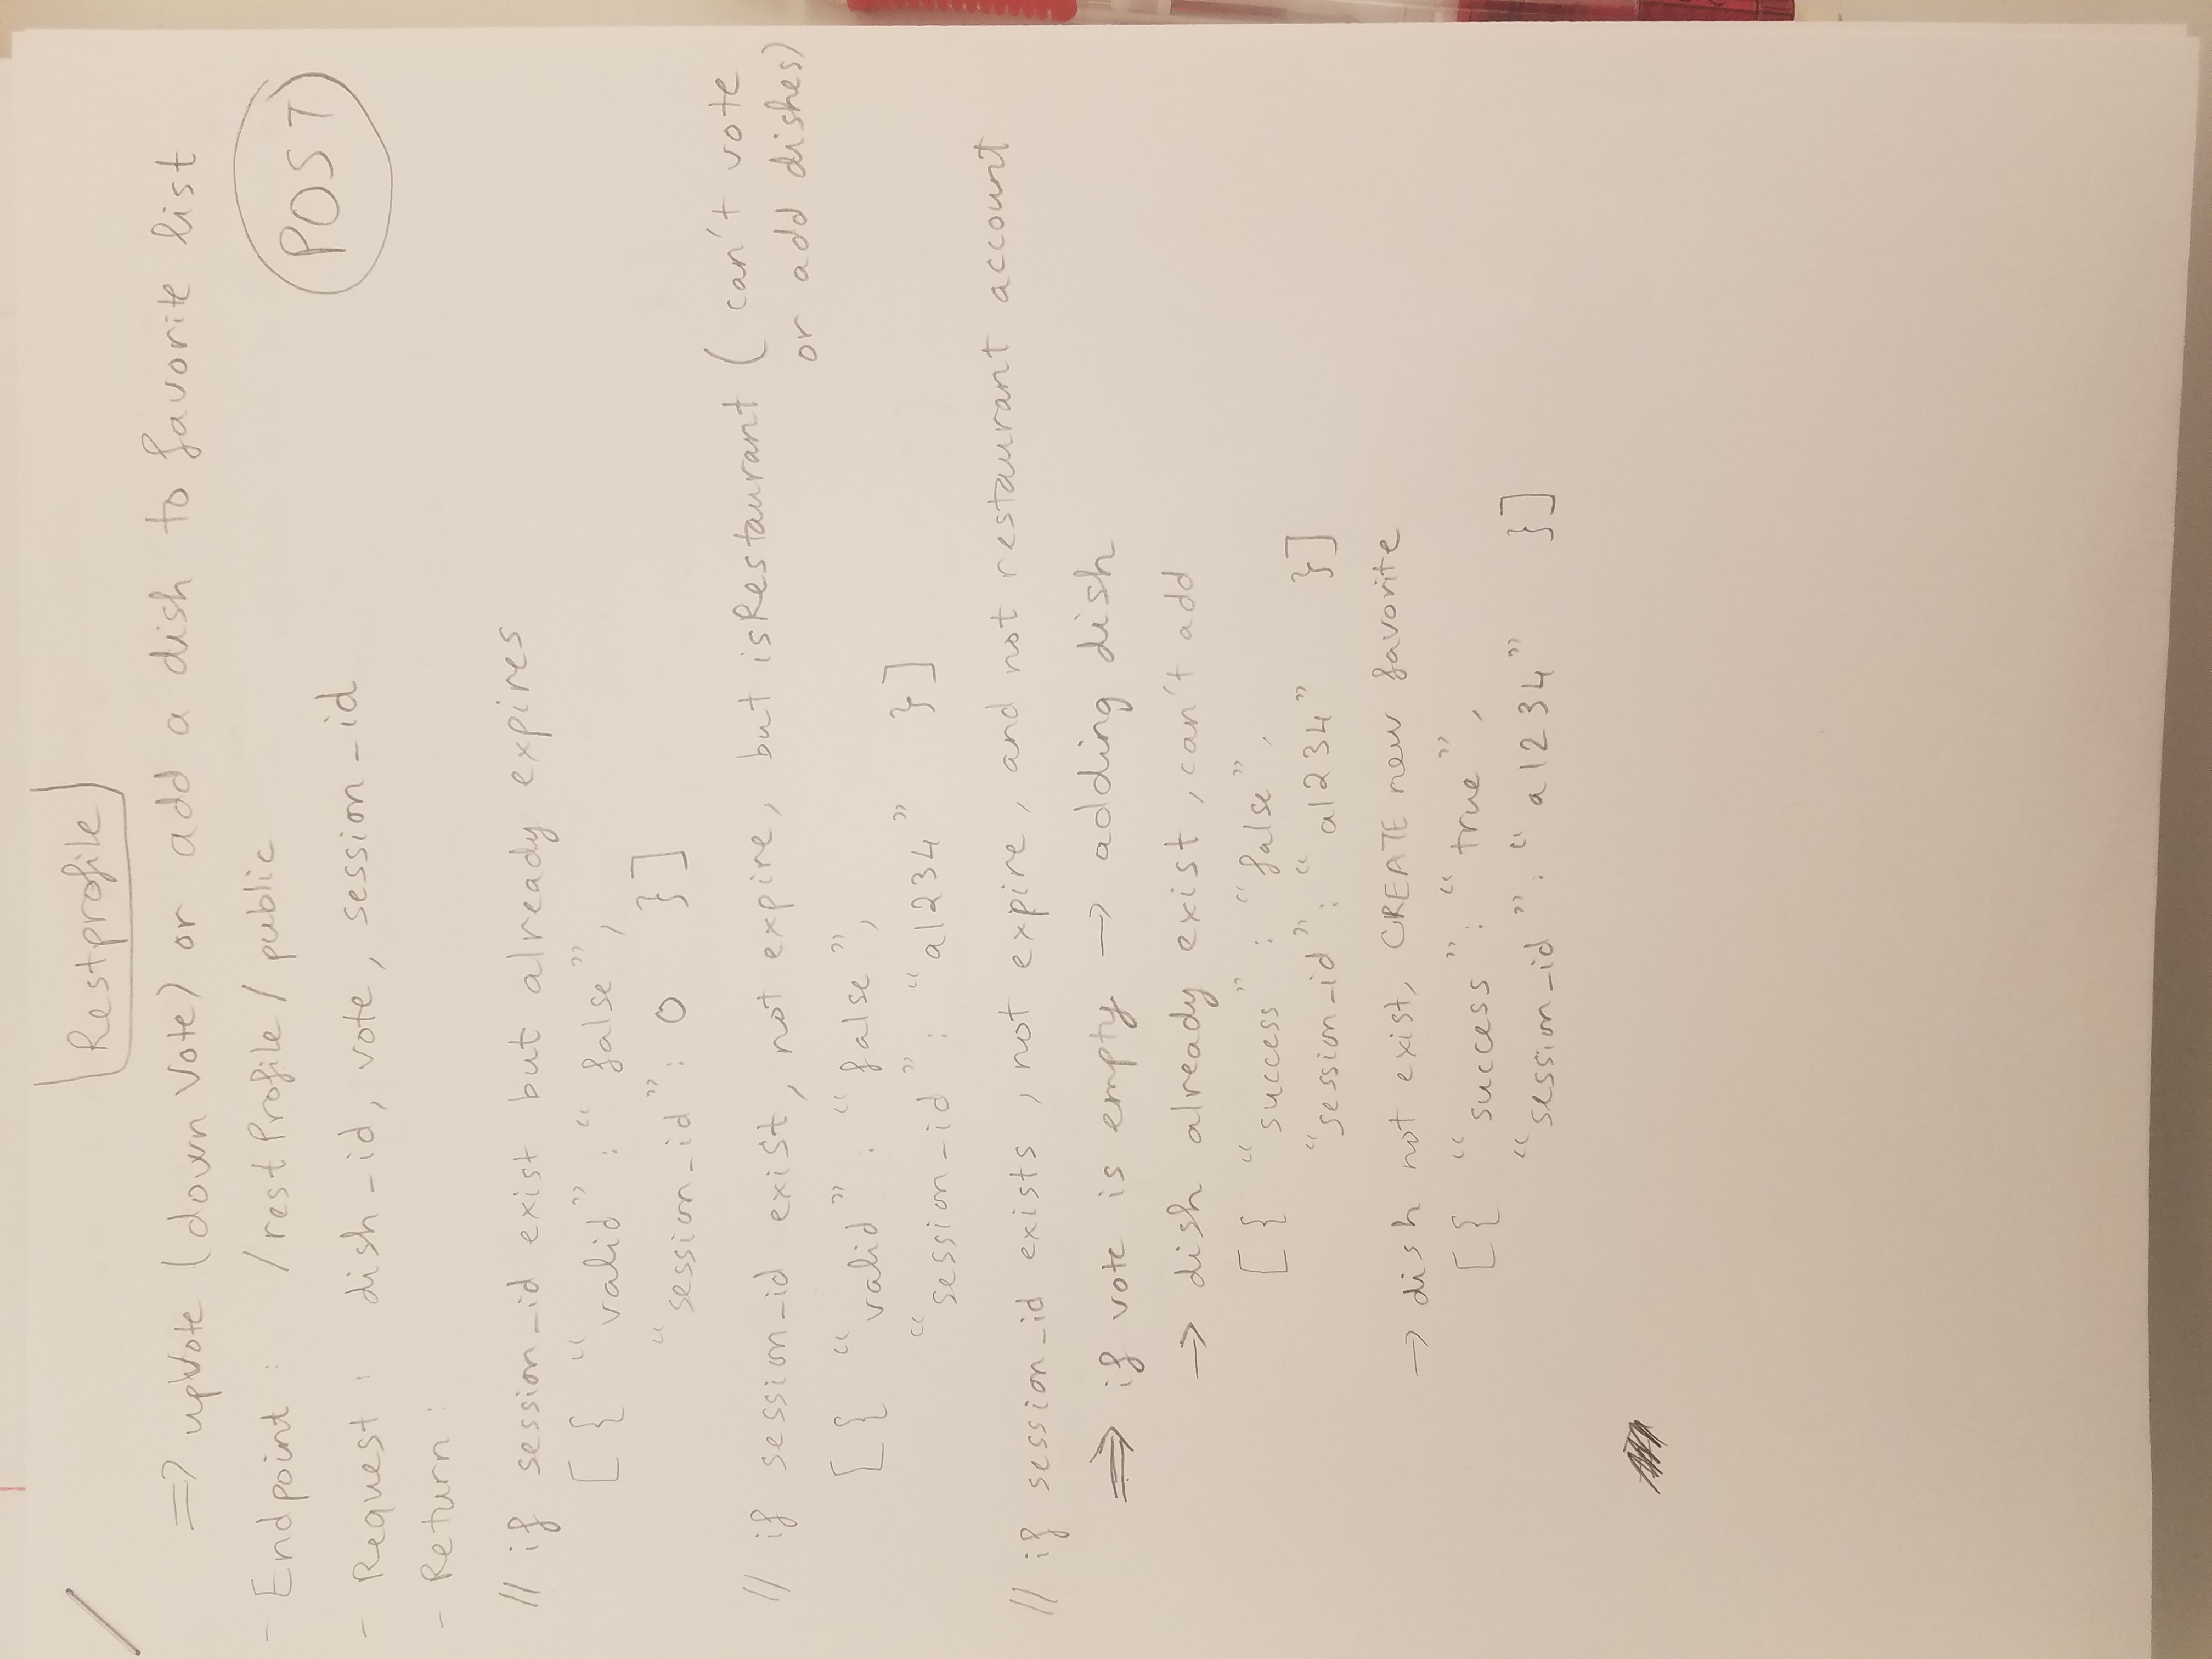 Restprofile
=> upVote (down Vote) or add a dish to favorite list
- Endpoint : /restProfile/public
POST
- Request : dish_id, vote, session_id
- Return :
// if session_id exist but already expires
[{ "valid" : "false",
"session_id" : 0 }]
// if session_id exist, not expire, but isRestaurant ( can't vote
or add dishes)
[{ "valid" : "false",
"session_id" : "a1234" }]
// if session_id exists, not expire, and not restaurant account
=> if vote is empty -> adding dish
-> dish already exist, can't add
[{ "success" : "false",
"session_id" : "a1234" }]
-> dish not exist, CREATE new favorite
[{ "success" : "true",
"session_id" : "a1234" }]